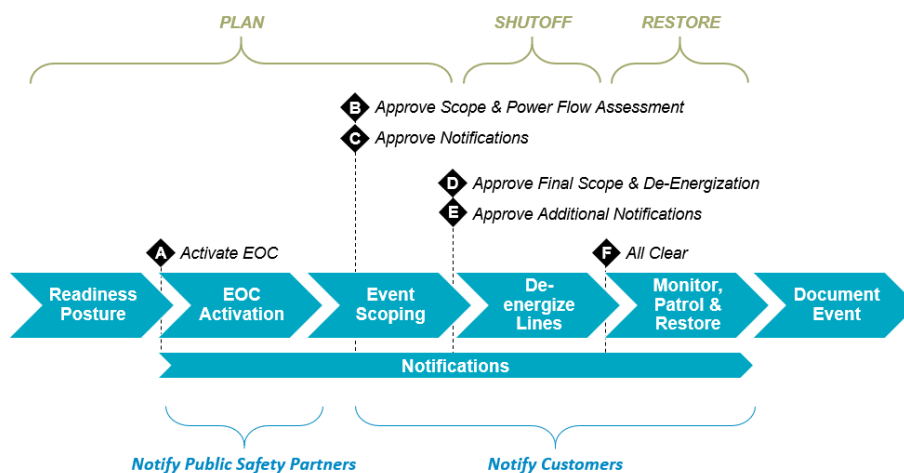 PLAN
SHUTOFF
RESTORE
B Approve Scope & Power Flow Assessment
C Approve Notifications
D Approve Final Scope & De-Energization
E Approve Additional Notifications
A Activate EOC
F All Clear
Readiness
Posture
EOC
Activation
Event
Scoping
De-
energize
Lines
Monitor,
Patrol &
Restore
Document
Event
Notifications
Notify Public Safety Partners
Notify Customers